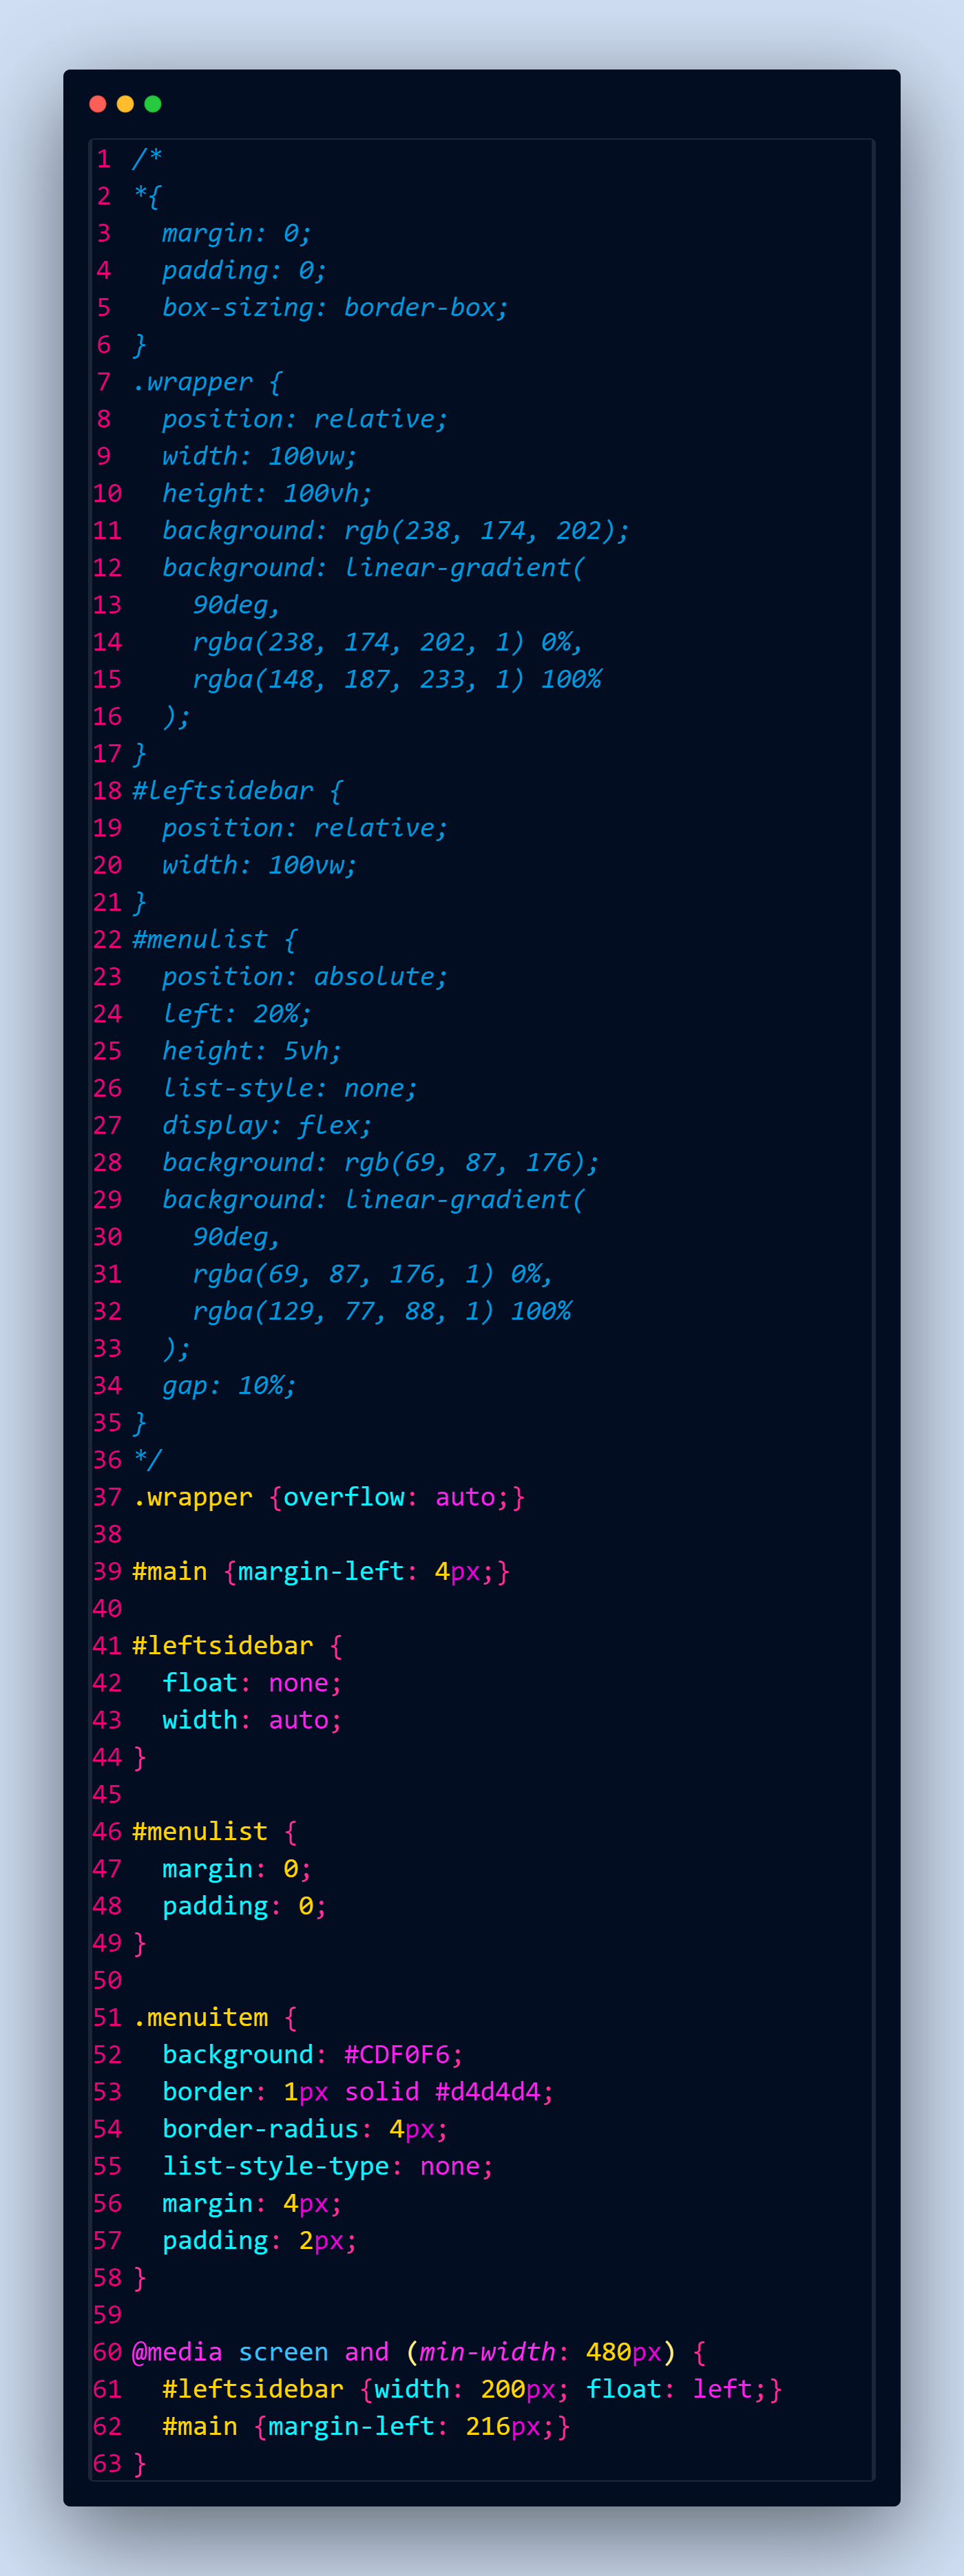 1 /*
2 *{
3   margin: 0;
4   padding: 0;
5   box-sizing: border-box;
6 }
7 .wrapper {
8   position: relative;
9   width: 100vw;
10   height: 100vh;
11   background: rgb(238, 174, 202);
12   background: linear-gradient(
13     90deg,
14     rgba(238, 174, 202, 1) 0%,
15     rgba(148, 187, 233, 1) 100%
16   );
17 }
18 #leftsidebar {
19   position: relative;
20   width: 100vw;
21 }
22 #menulist {
23   position: absolute;
24   left: 20%;
25   height: 5vh;
26   list-style: none;
27   display: flex;
28   background: rgb(69, 87, 176);
29   background: linear-gradient(
30     90deg,
31     rgba(69, 87, 176, 1) 0%,
32     rgba(129, 77, 88, 1) 100%
33   );
34   gap: 10%;
35 }
36 */
37 .wrapper {overflow: auto;}
38
39 #main {margin-left: 4px;}
40
41 #leftsidebar {
42   float: none;
43   width: auto;
44 }
45
46 #menulist {
47   margin: 0;
48   padding: 0;
49 }
50
51 .menuitem {
52   background: #CDF0F6;
53   border: 1px solid #d4d4d4;
54   border-radius: 4px;
55   list-style-type: none;
56   margin: 4px;
57   padding: 2px;
58 }
59
60 @media screen and (min-width: 480px) {
61   #leftsidebar {width: 200px; float: left;}
62   #main {margin-left: 216px;}
63 }